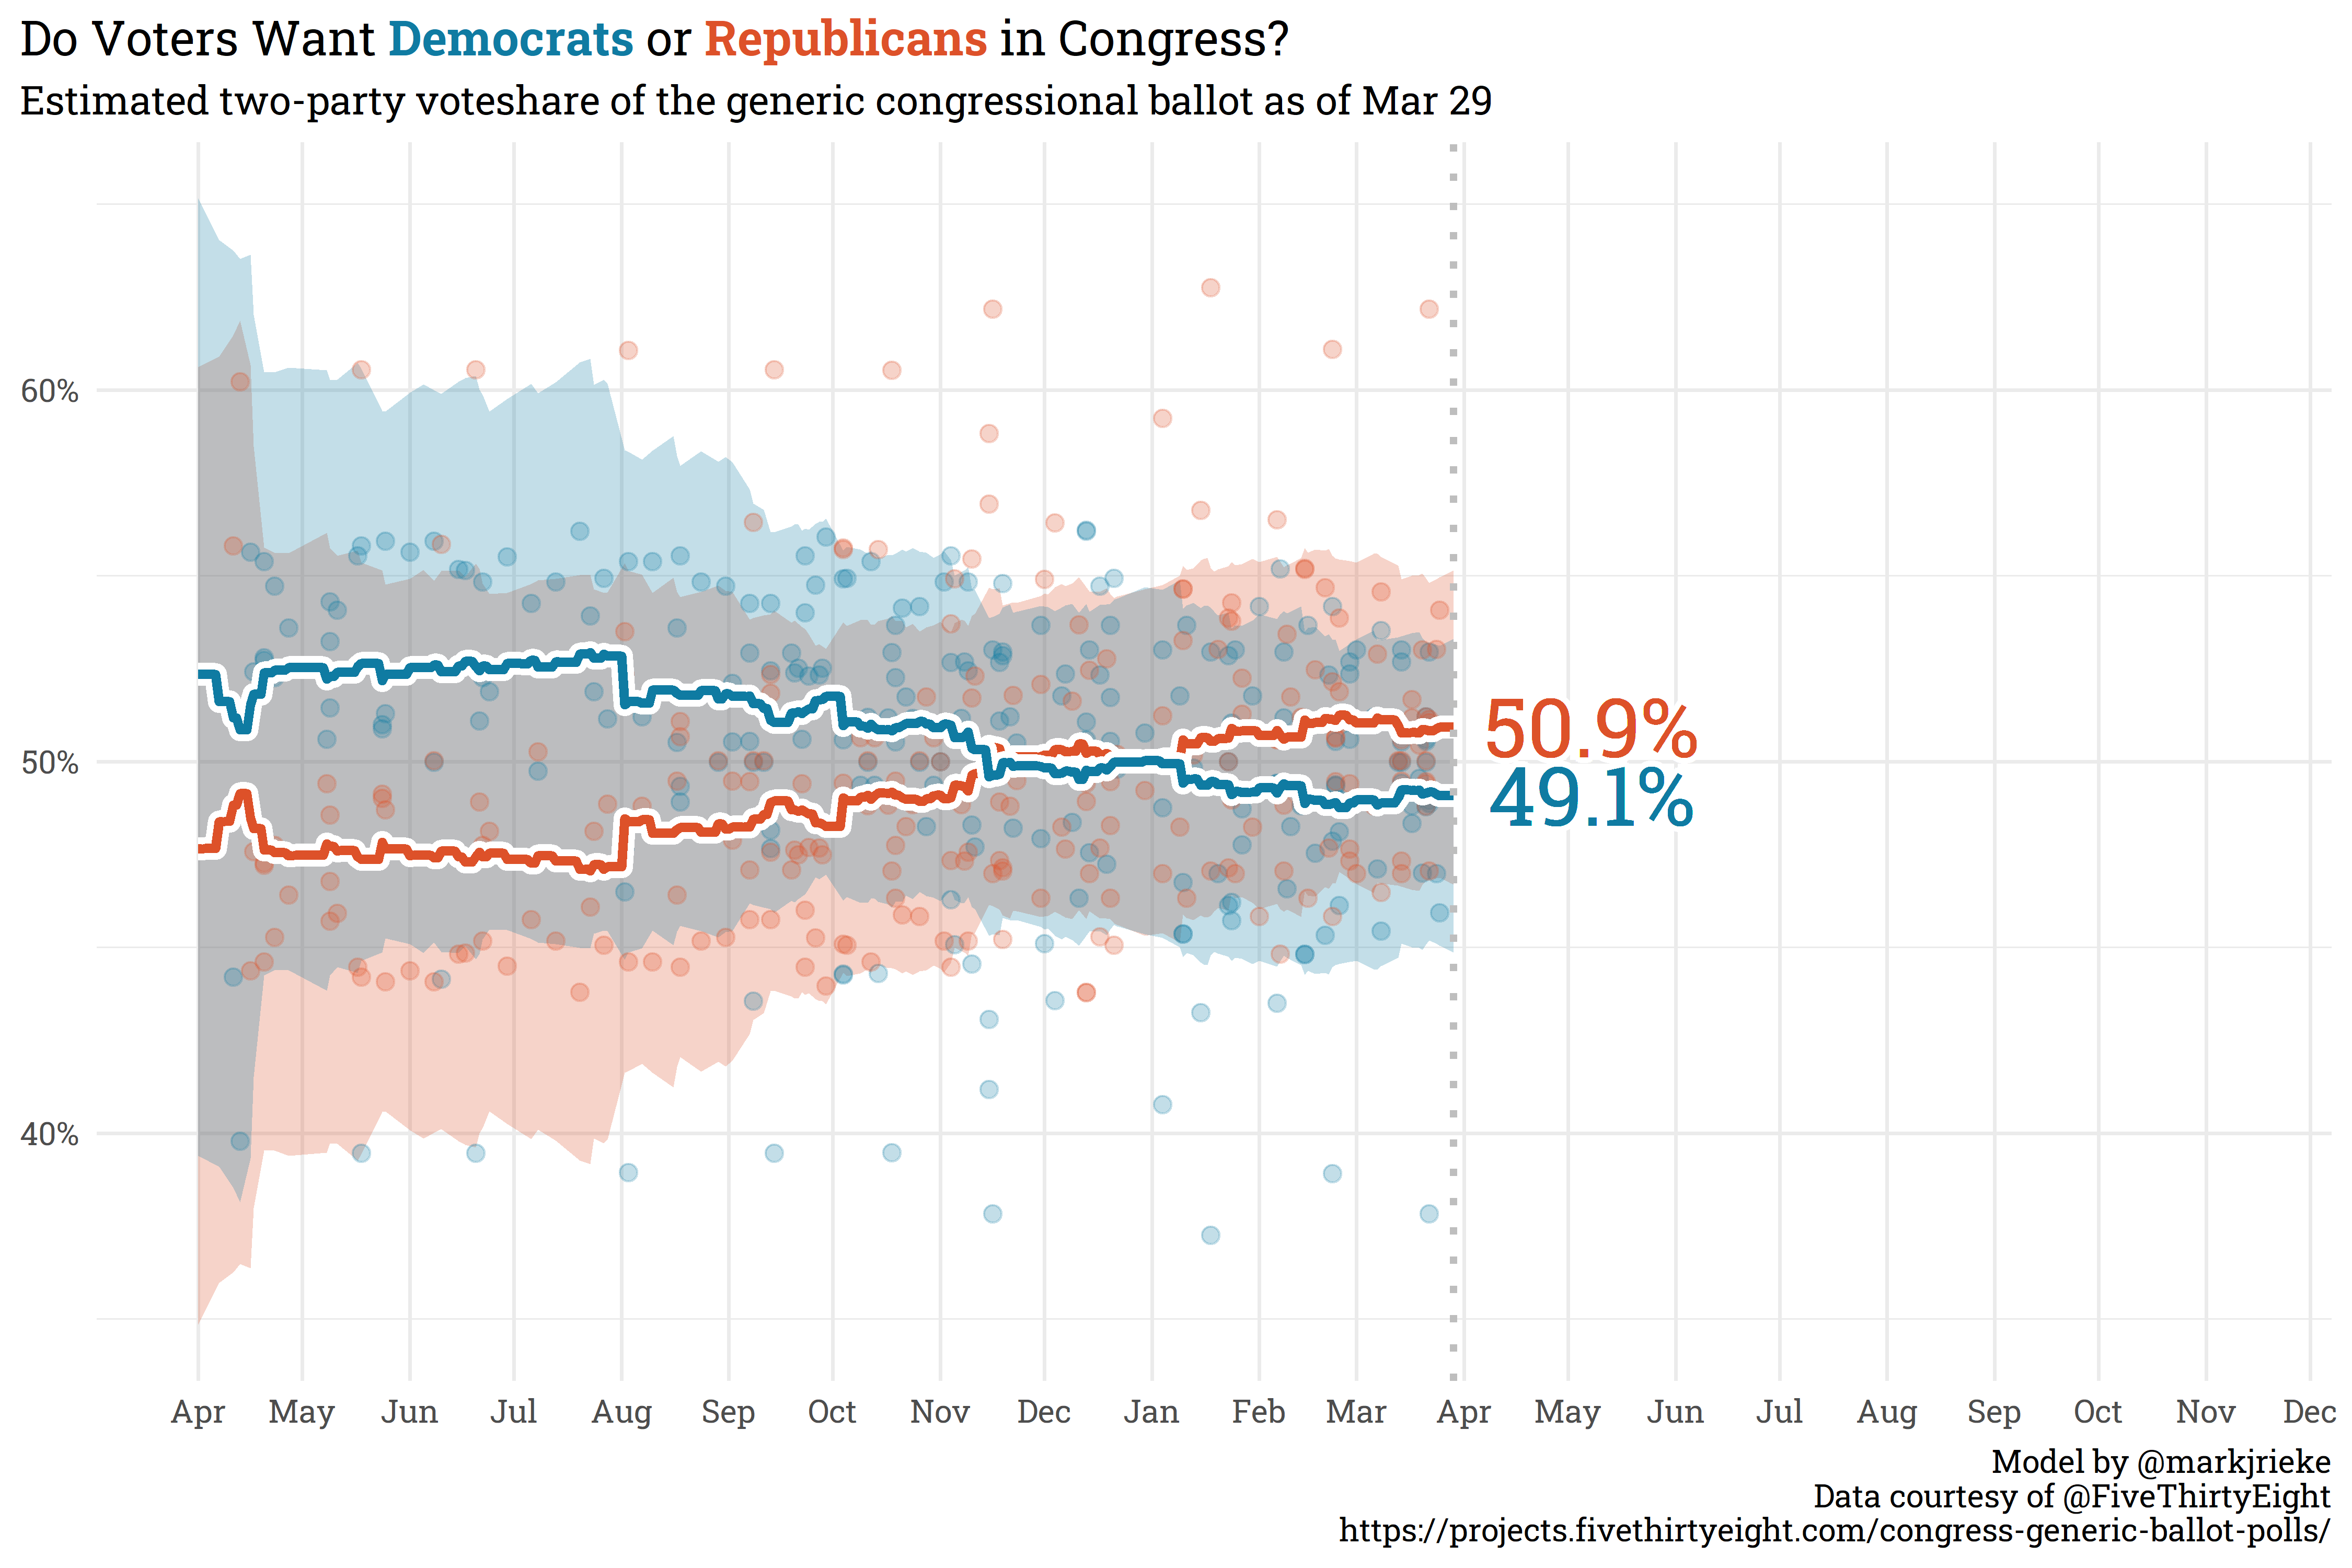 Do Voters Want Democrats or Republicans in Congress?
Estimated two-party voteshare of the generic congressional ballot as of Mar 29
60%
50%
40%
50.9%
49.1%
Apr May Jun Jul Aug Sep Oct Nov Dec Jan Feb Mar Apr May Jun Jul Aug Sep Oct Nov Dec
Model by @markjrieke
Data courtesy of @FiveThirtyEight
https://projects.fivethirtyeight.com/congress-generic-ballot-polls/